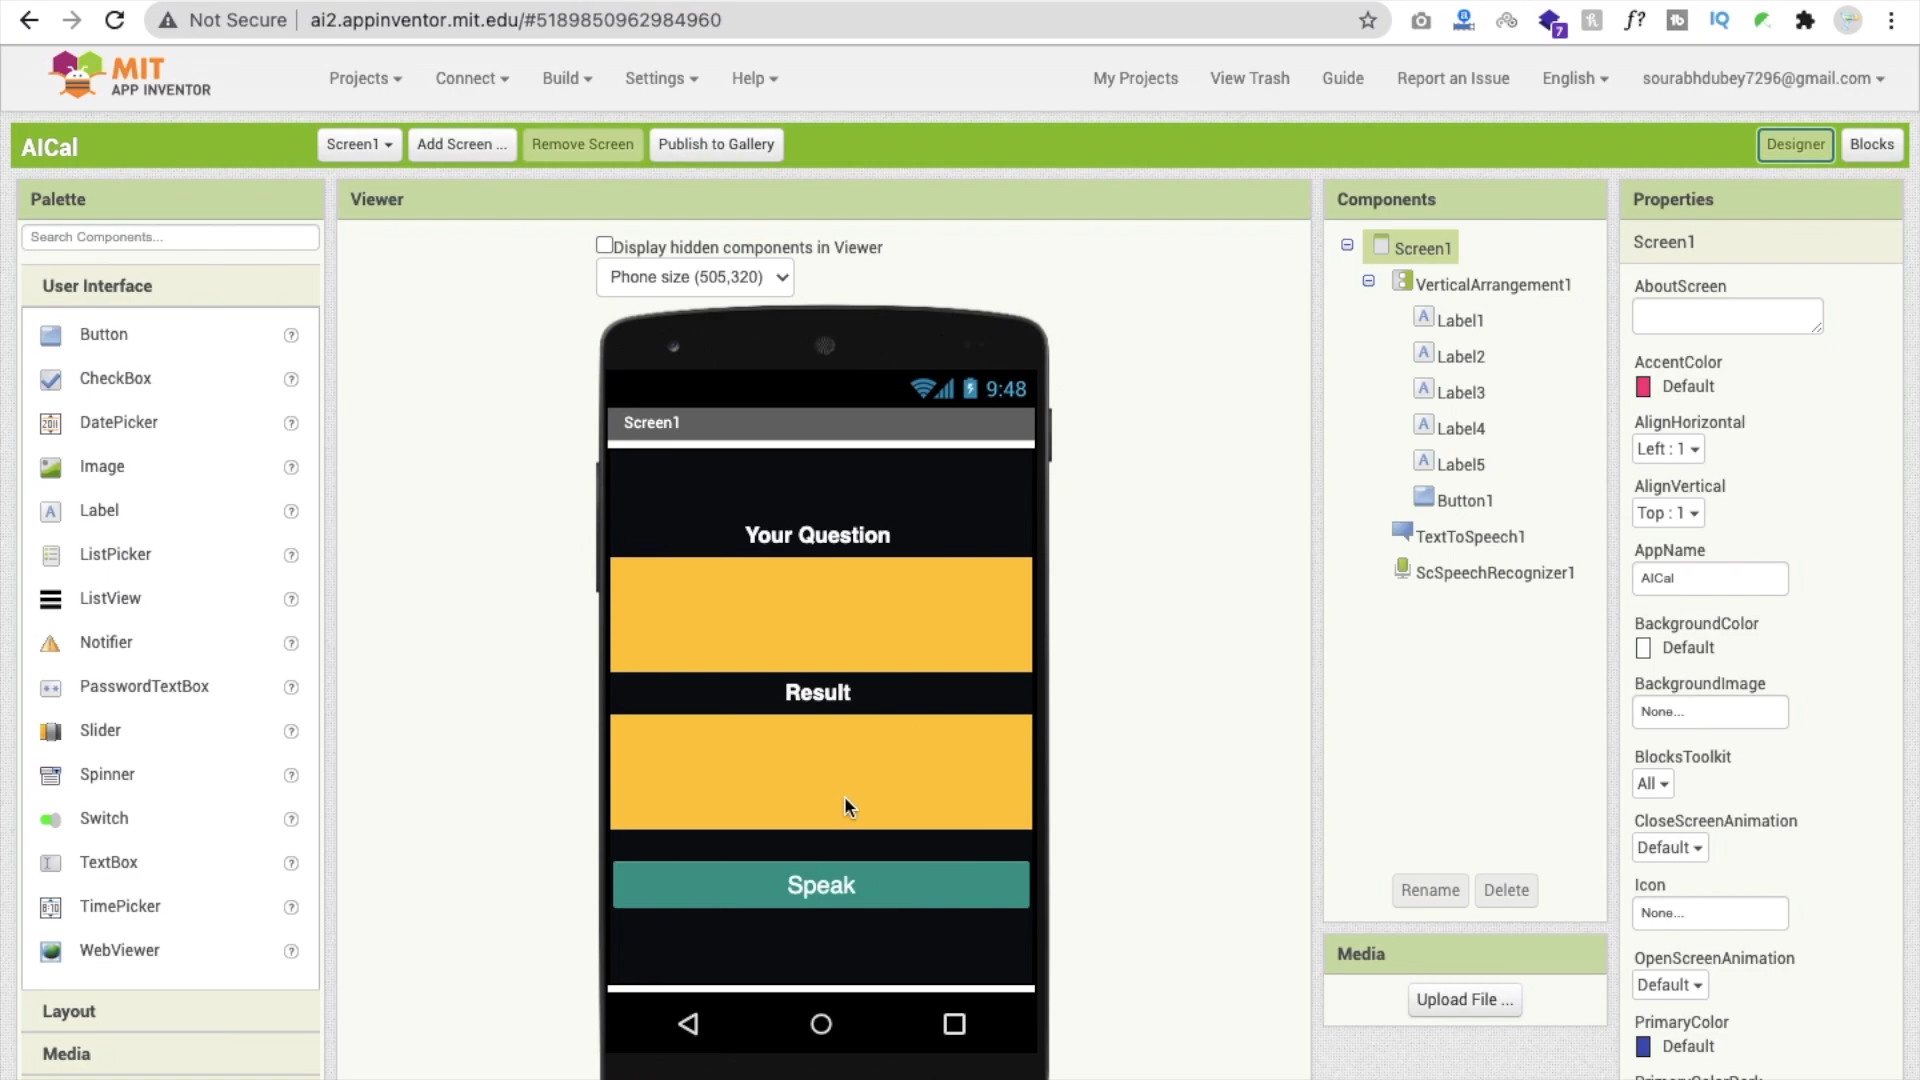 Not Secure
ai2.appinventor.mit.edu/#5189850962984960
7
f?
tb
IQ
MIT
APP INVENTOR
Projects
Connect
Build
Settings
Help
My Projects
View Trash
Guide
Report an Issue
English
sourabhdubey7296@gmail.com
AICal
Screen1
Add Screen ...
Remove Screen
Publish to Gallery
Designer
Blocks
Palette
Search Components...
User Interface
Button
CheckBox
DatePicker
Image
Label
ListPicker
ListView
Notifier
PasswordTextBox
Slider
Spinner
Switch
TextBox
TimePicker
WebViewer
Layout
Media
Viewer
Display hidden components in Viewer
Phone size (505,320)
9:48
Screen1
Your Question
Result
Speak
Components
Screen1
VerticalArrangement1
Label1
Label2
Label3
Label4
Label5
Button1
TextToSpeech1
ScSpeechRecognizer1
Rename
Delete
Media
Upload File ...
Properties
Screen1
AboutScreen
AccentColor
Default
AlignHorizontal
Left : 1
AlignVertical
Top : 1
AppName
AICal
BackgroundColor
Default
BackgroundImage
None...
BlocksToolkit
All
CloseScreenAnimation
Default
Icon
None...
OpenScreenAnimation
Default
PrimaryColor
Default